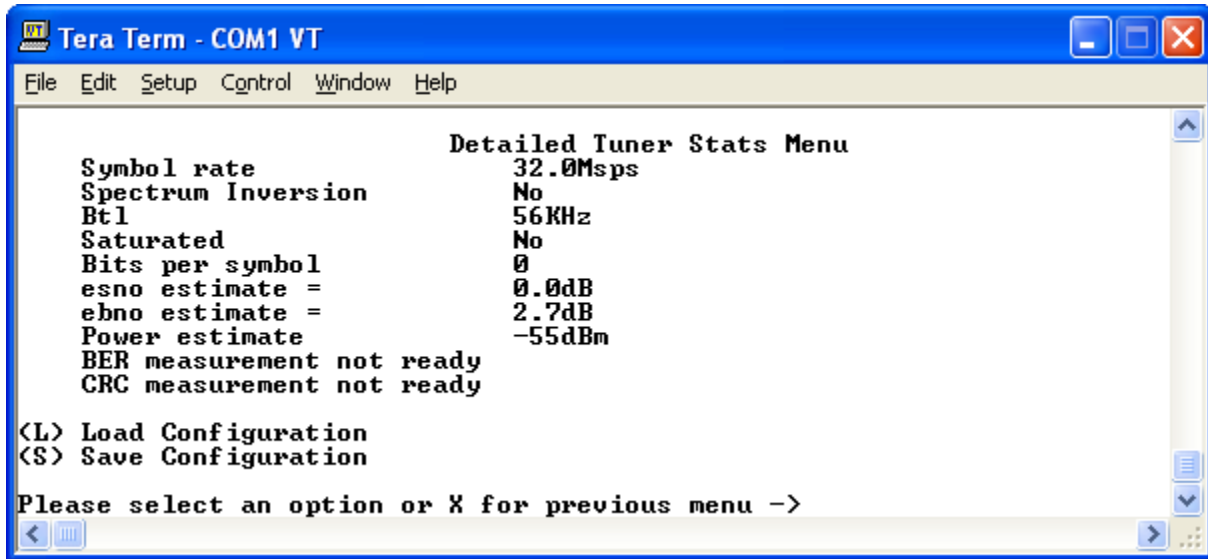 Tera Term - COM1 VT
File Edit Setup Control Window Help
Detailed Tuner Stats Menu
Symbol rate 32.0Msps
Spectrum Inversion No
Btl 56KHz
Saturated No
Bits per symbol 0
esno estimate = 0.0dB
ebno estimate = 2.7dB
Power estimate -55dBm
BER measurement not ready
CRC measurement not ready
(L) Load Configuration
(S) Save Configuration
Please select an option or X for previous menu ->